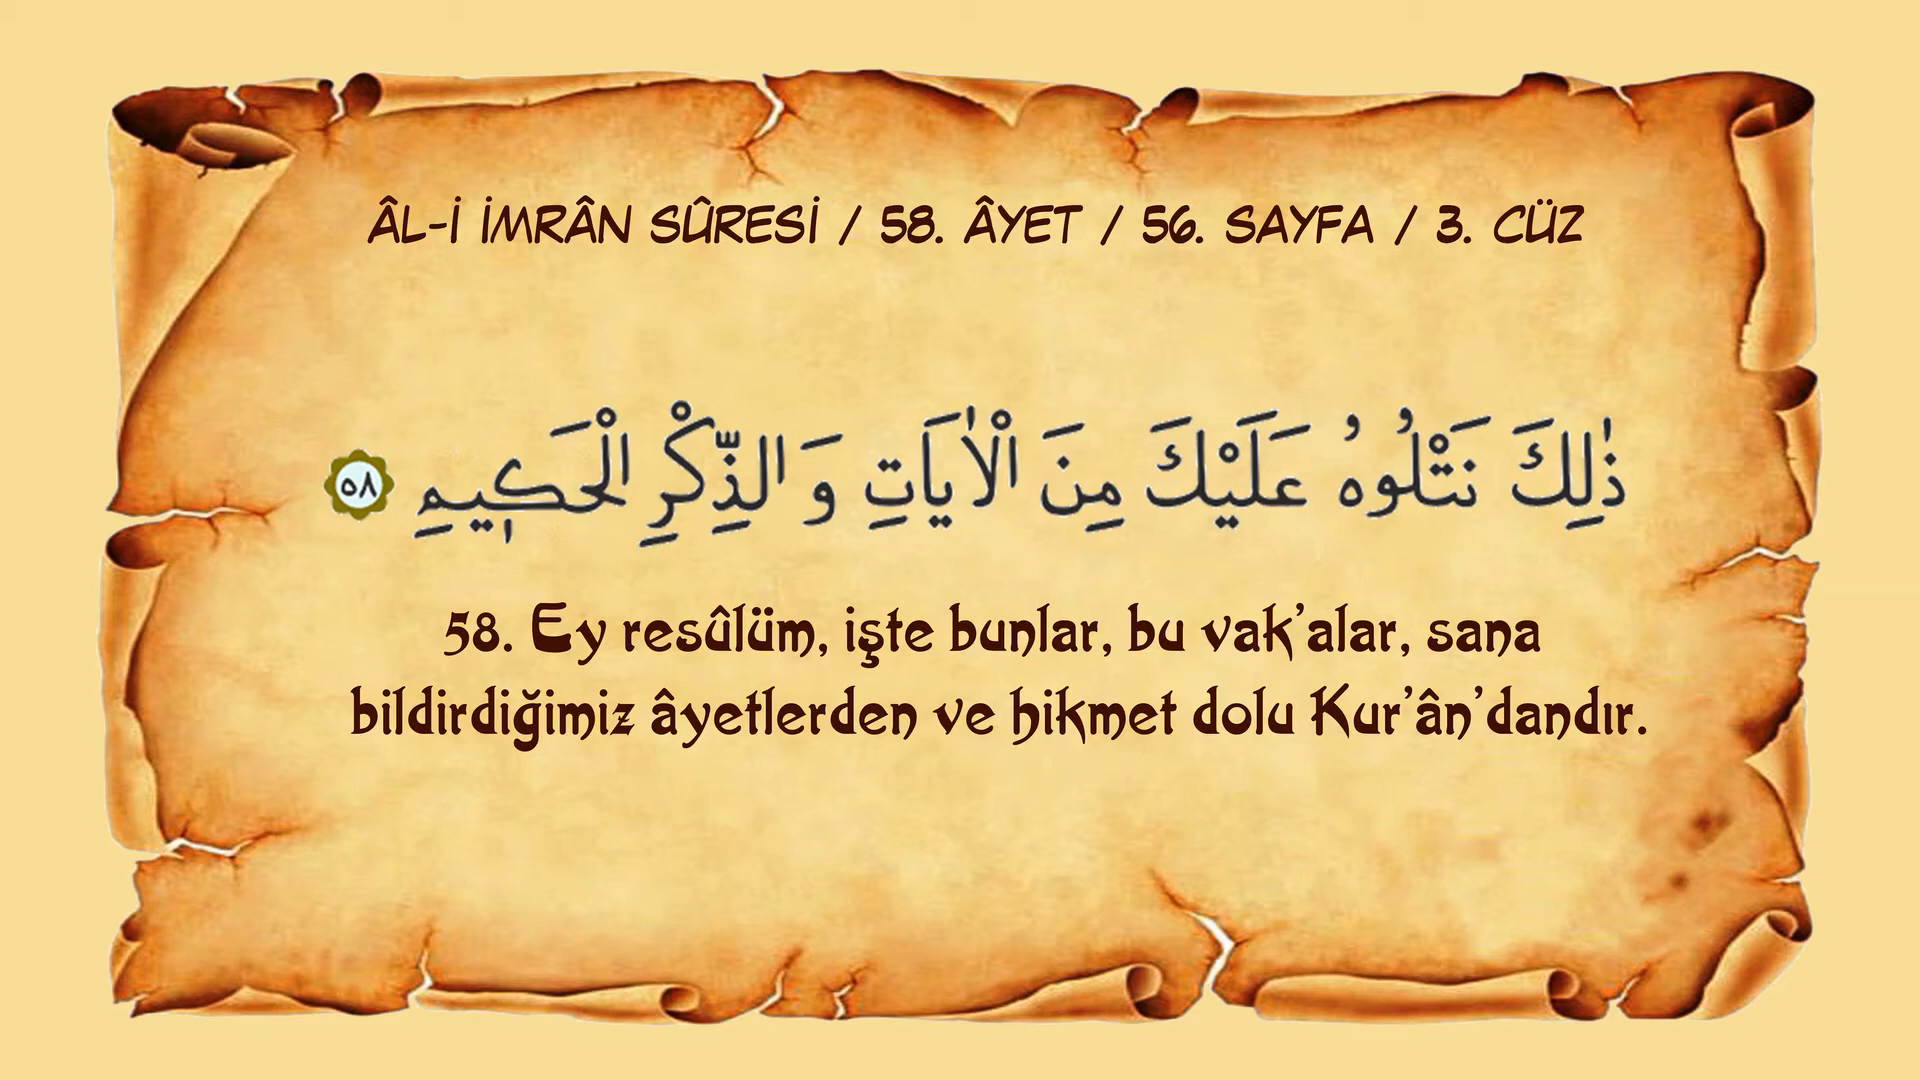 ÂL-İ İMRÂN SÛRESİ / 58. ÂYET / 56. SAYFA / 3. CÜZ
ذٰلِكَ نَتْلُوهُ عَلَيْكَ مِنَ الْاٰيَاتِ وَالذِّكْرِ الْحَكٖيمِ ٥٨
58. Ey resûlüm, işte bunlar, bu vak’alar, sana
bildirdiğimiz âyetlerden ve hikmet dolu Kur’ân’dandır.